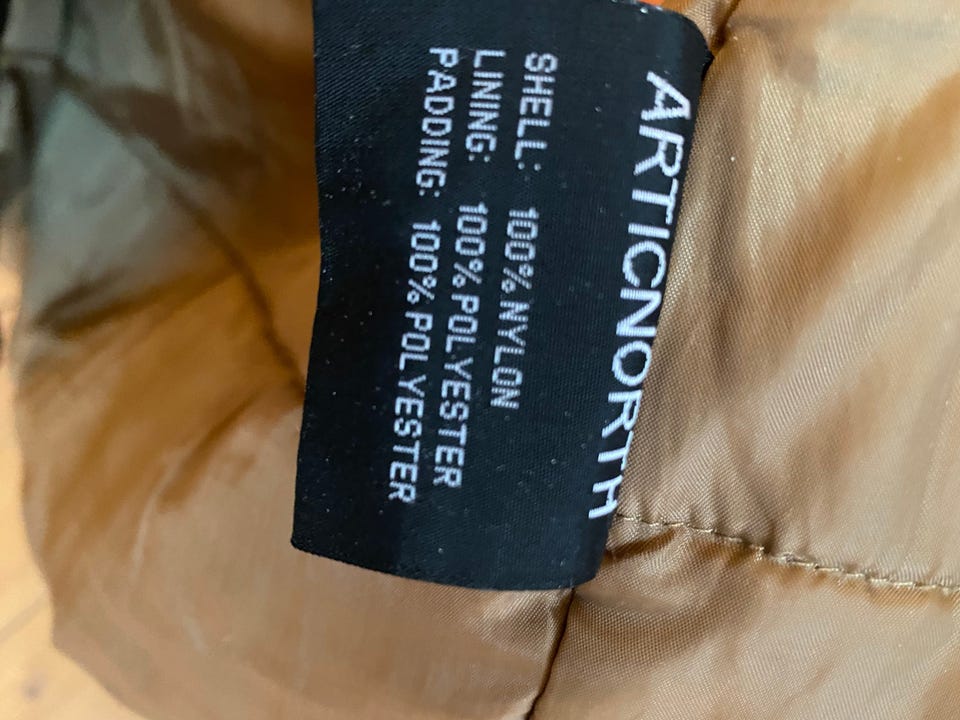 ARTICNORTH
SHELL: 100% NYLON
LINING: 100% POLYESTER
PADDING: 100% POLYESTER